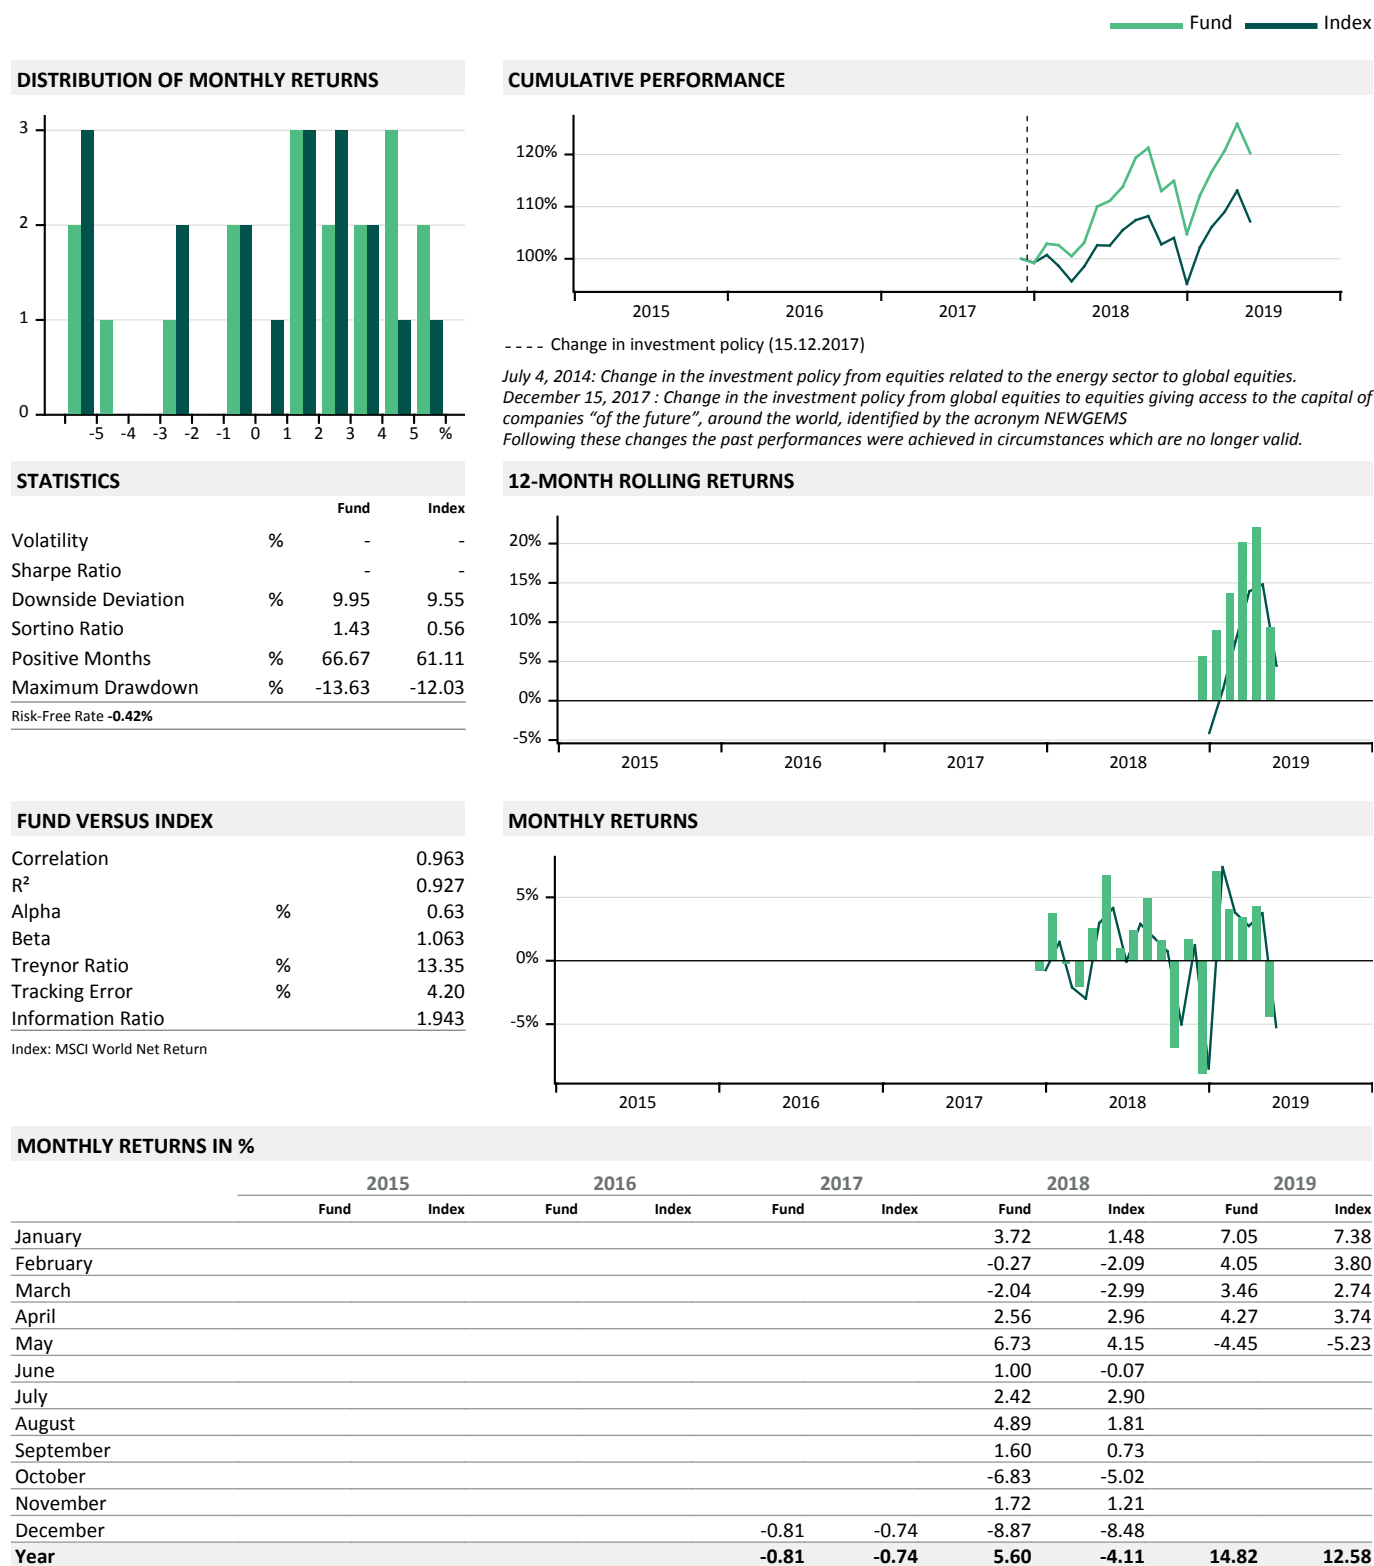 Fund Index
DISTRIBUTION OF MONTHLY RETURNS
3
2
1
0
-5 -4 -3 -2 -1 0 1 2 3 4 5 %
CUMULATIVE PERFORMANCE
120%
110%
100%
2015 2016 2017 2018 2019
---- Change in investment policy (15.12.2017)
July 4, 2014: Change in the investment policy from equities related to the energy sector to global equities.
December 15, 2017 : Change in the investment policy from global equities to equities giving access to the capital of
companies “of the future”, around the world, identified by the acronym NEWGEMS
Following these changes the past performances were achieved in circumstances which are no longer valid.
STATISTICS
Fund Index
Volatility % - -
Sharpe Ratio - -
Downside Deviation % 9.95 9.55
Sortino Ratio 1.43 0.56
Positive Months % 66.67 61.11
Maximum Drawdown % -13.63 -12.03
Risk-Free Rate -0.42%
12-MONTH ROLLING RETURNS
20%
15%
10%
5%
0%
-5%
2015 2016 2017 2018 2019
FUND VERSUS INDEX
Correlation 0.963
R² 0.927
Alpha % 0.63
Beta 1.063
Treynor Ratio % 13.35
Tracking Error % 4.20
Information Ratio 1.943
Index: MSCI World Net Return
MONTHLY RETURNS
5%
0%
-5%
2015 2016 2017 2018 2019
MONTHLY RETURNS IN %
2015 2016 2017 2018 2019
Fund Index Fund Index Fund Index Fund Index Fund Index
January 3.72 1.48 7.05 7.38
February -0.27 -2.09 4.05 3.80
March -2.04 -2.99 3.46 2.74
April 2.56 2.96 4.27 3.74
May 6.73 4.15 -4.45 -5.23
June 1.00 -0.07
July 2.42 2.90
August 4.89 1.81
September 1.60 0.73
October -6.83 -5.02
November 1.72 1.21
December -0.81 -0.74 -8.87 -8.48
Year -0.81 -0.74 5.60 -4.11 14.82 12.58